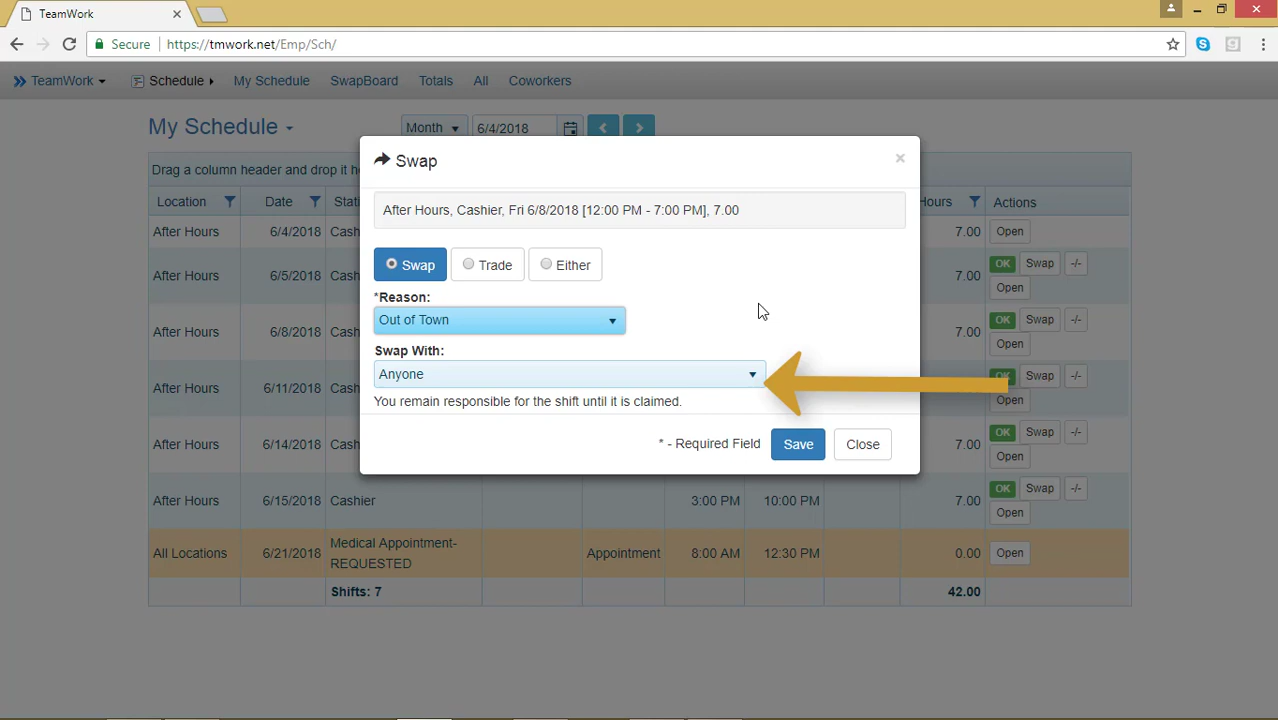 TeamWork
Secure https://tmwork.net/Emp/Sch/
TeamWork Schedule My Schedule SwapBoard Totals All Coworkers
My Schedule Month 6/4/2018
Drag a column header and drop it he
Location Date Stati Hours Actions
After Hours 6/4/2018 Cash 7.00 Open
After Hours 6/5/2018 Cash 7.00 OK Swap -/-
Open
After Hours 6/8/2018 Cash 7.00 OK Swap -/-
Open
After Hours 6/11/2018 Cash 7.00 OK Swap -/-
Open
After Hours 6/14/2018 Cash 7.00 OK Swap -/-
Open
After Hours 6/15/2018 Cashier 3:00 PM 10:00 PM 7.00 OK Swap -/-
Open
All Locations 6/21/2018 Medical Appointment- Appointment 8:00 AM 12:30 PM 0.00 Open
REQUESTED
Shifts: 7 42.00
Swap ×
After Hours, Cashier, Fri 6/8/2018 [12:00 PM - 7:00 PM], 7.00
Swap Trade Either
*Reason:
Out of Town
Swap With:
Anyone
You remain responsible for the shift until it is claimed.
* - Required Field Save Close